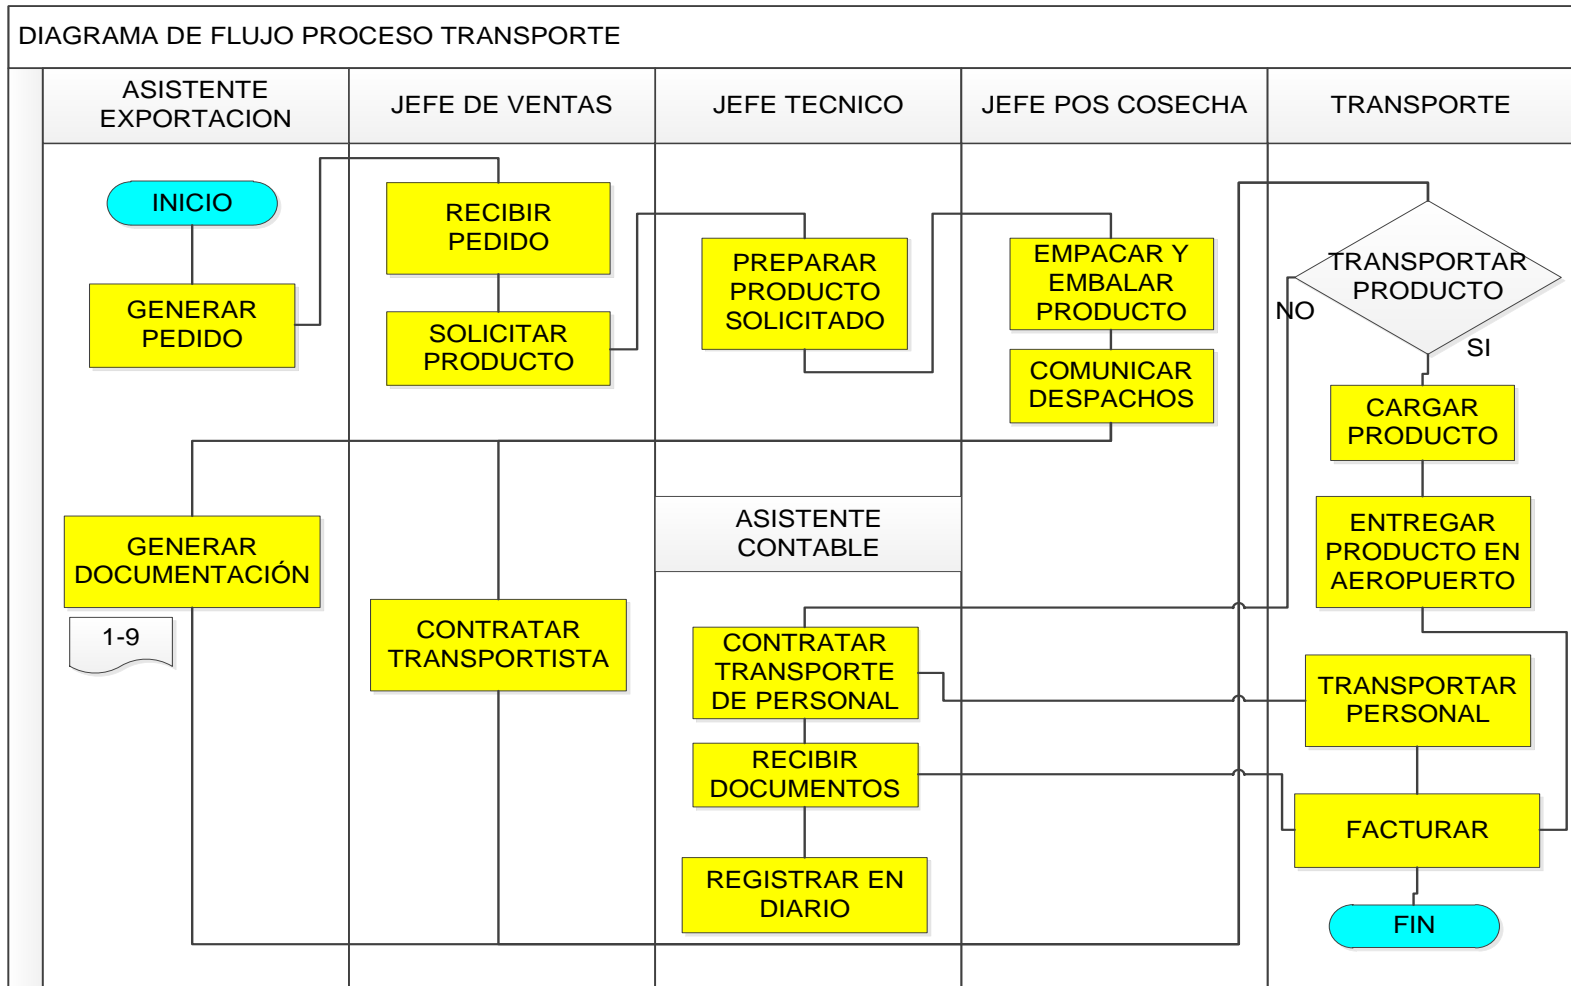 DIAGRAMA DE FLUJO PROCESO TRANSPORTE
ASISTENTE
EXPORTACION
JEFE DE VENTAS
JEFE TECNICO
JEFE POS COSECHA
TRANSPORTE
INICIO
GENERAR
PEDIDO
RECIBIR
PEDIDO
SOLICITAR
PRODUCTO
PREPARAR
PRODUCTO
SOLICITADO
EMPACAR Y
EMBALAR
PRODUCTO
COMUNICAR
DESPACHOS
TRANSPORTAR
PRODUCTO
NO
SI
CARGAR
PRODUCTO
ENTREGAR
PRODUCTO EN
AEROPUERTO
GENERAR
DOCUMENTACIÓN
1-9
CONTRATAR
TRANSPORTISTA
ASISTENTE
CONTABLE
CONTRATAR
TRANSPORTE
DE PERSONAL
RECIBIR
DOCUMENTOS
REGISTRAR EN
DIARIO
TRANSPORTAR
PERSONAL
FACTURAR
FIN